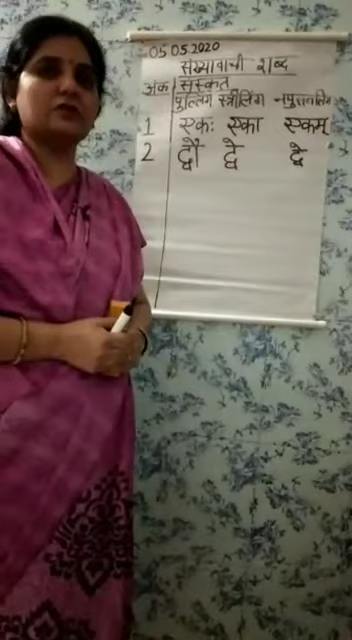 05.05.2020
संख्यावाची शब्द
अंक संस्कृत
पुल्लिंग स्त्रीलिंग नपुंसकलिंग
1 एकः एका एकम्
2 द्वौ द्वे द्वे